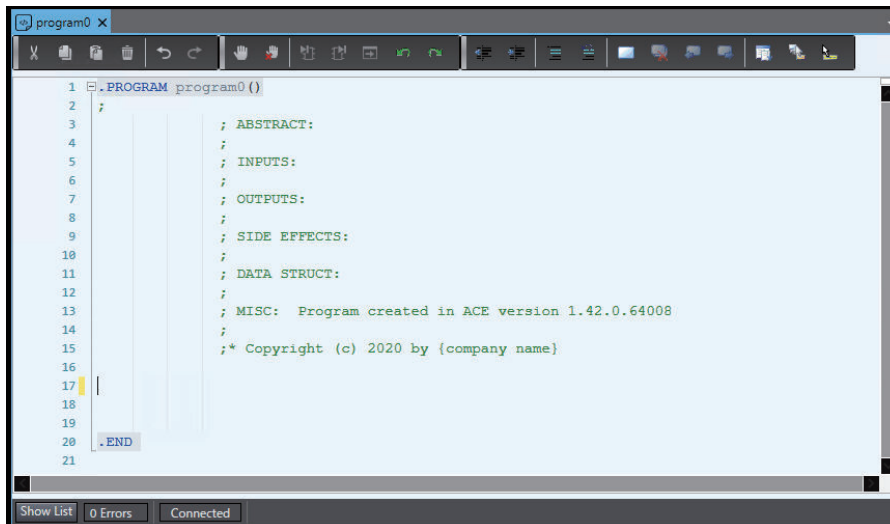 program0
1 .PROGRAM program0()
2 ;
3 ; ABSTRACT:
4 ;
5 ; INPUTS:
6 ;
7 ; OUTPUTS:
8 ;
9 ; SIDE EFFECTS:
10 ;
11 ; DATA STRUCT:
12 ;
13 ; MISC:  Program created in ACE version 1.42.0.64008
14 ;
15 ;* Copyright (c) 2020 by {company name}
16
17
18
19
20 .END
21
Show List 0 Errors Connected